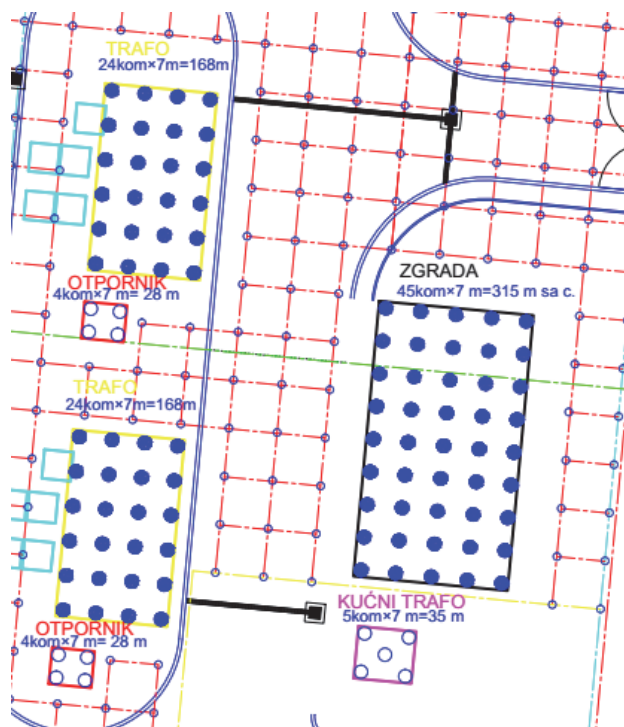 TRAFO
24kom×7m=168m
OTPORNIK
4kom×7 m= 28 m
ZGRADA
45kom×7 m=315 m sa c.
TRAFO
24kom×7m=168m
OTPORNIK
4kom×7 m= 28 m
KUĆNI TRAFO
5kom×7 m=35 m